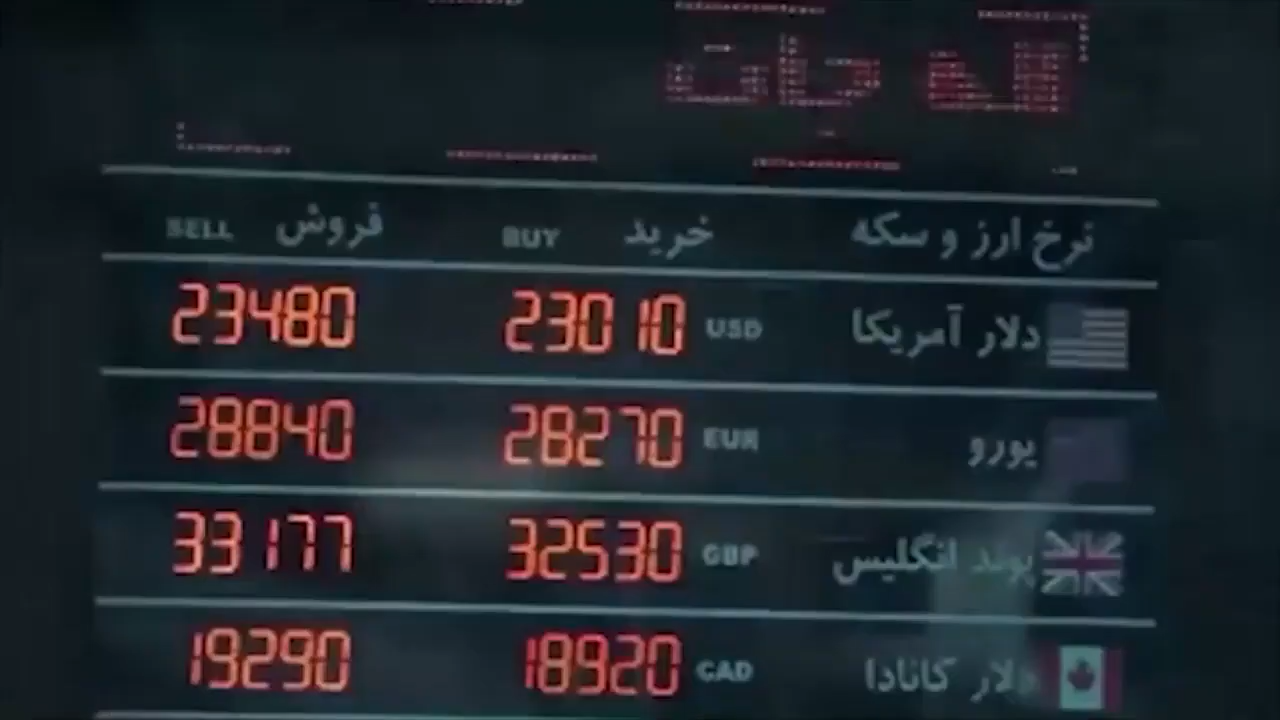 نرخ ارز و سکه خرید BUY فروش SELL
دلار آمریکا USD 23010 23480
یورو EUR 28270 28840
پوند انگلیس GBP 32530 33177
دلار کانادا CAD 18920 19290